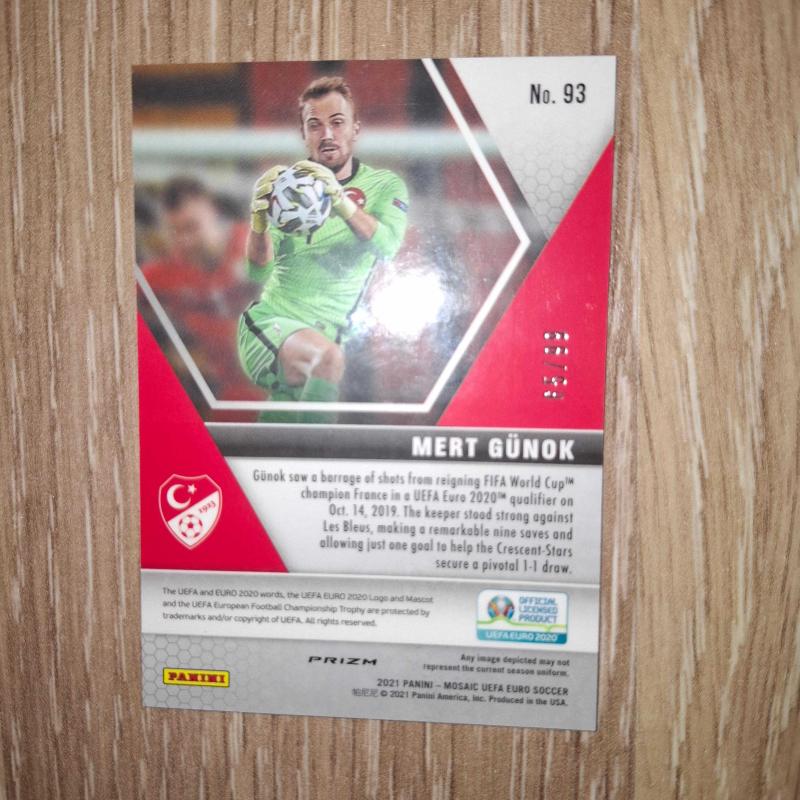 No. 93
MERT GÜNOK
Günok saw a barrage of shots from reigning FIFA World Cup™
champion France in a UEFA Euro 2020™ qualifier on
Oct. 14, 2019. The keeper stood strong against
Les Bleus, making a remarkable nine saves and
allowing just one goal to help the Crescent-Stars
secure a pivotal 1-1 draw.
1923
The UEFA and EURO 2020 words, the UEFA EURO 2020 Logo and Mascot
and the UEFA European Football Championship Trophy are protected by
trademarks and/or copyright of UEFA. All rights reserved.
OFFICIAL
LICENSED
PRODUCT
UEFA EURO 2020
PRIZM
Any image depicted may not
represent the current season uniform.
PANINI
2021 PANINI – MOSAIC UEFA EURO SOCCER
帕尼尼 © 2021 Panini America, Inc. Produced in the USA.